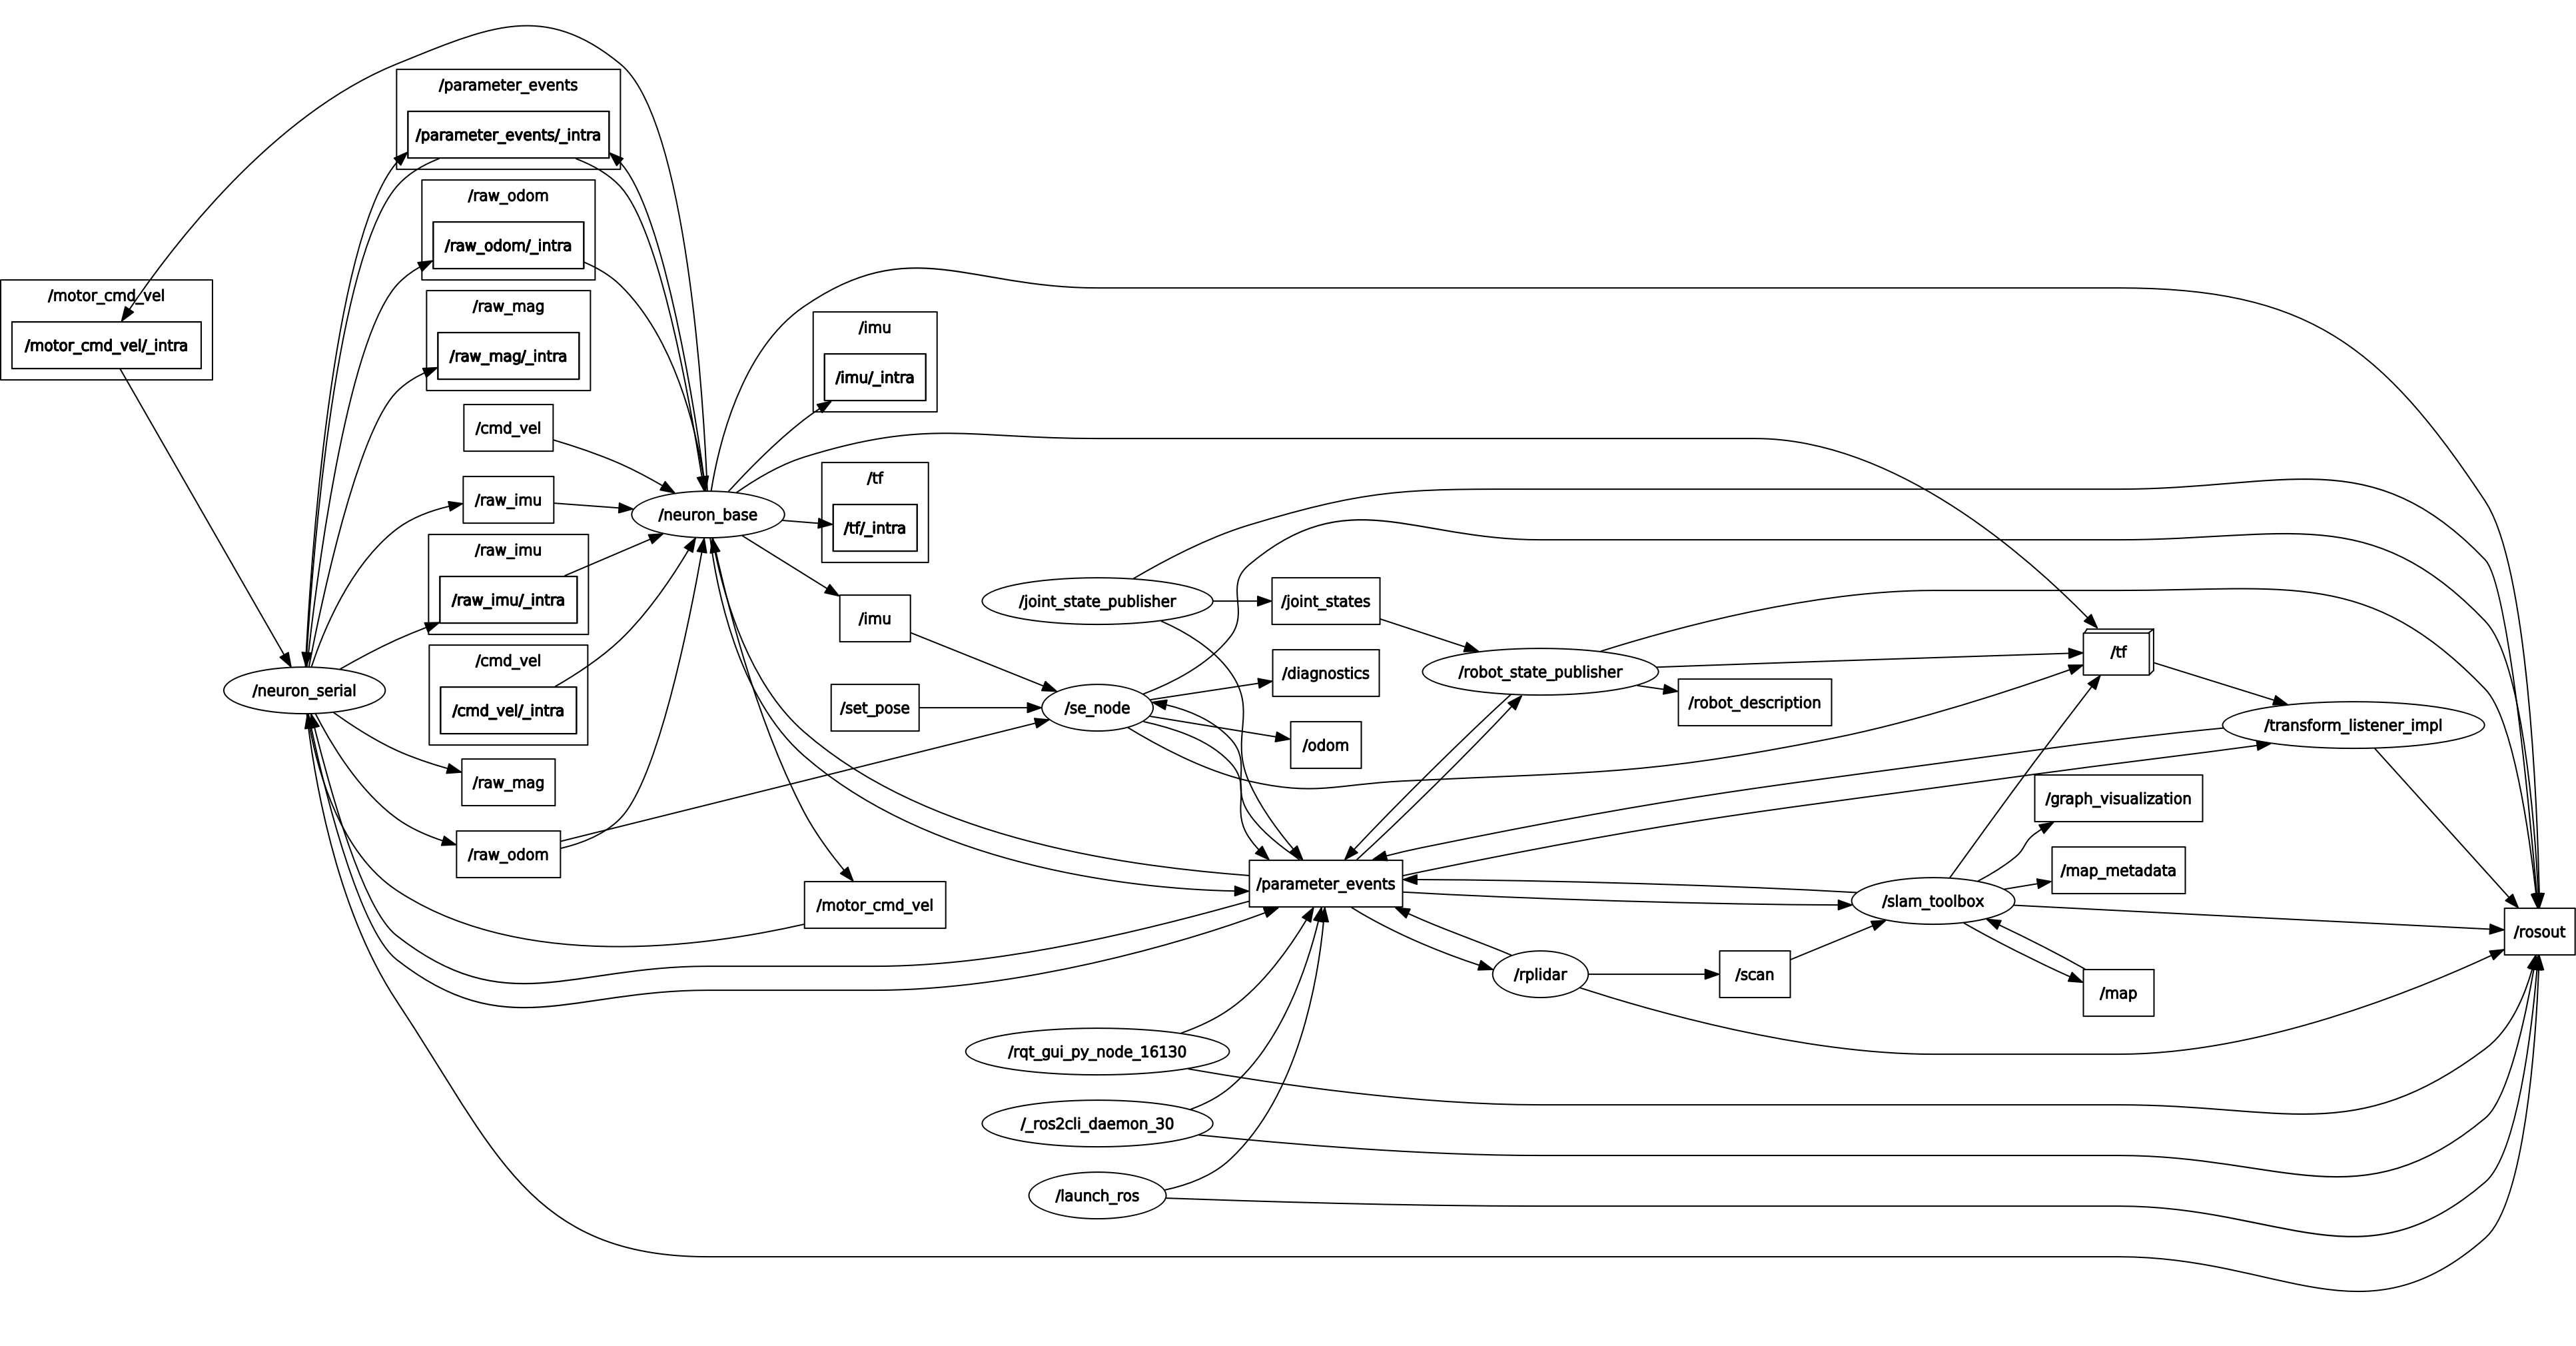 /parameter_events
/parameter_events/_intra
/raw_odom
/raw_odom/_intra
/motor_cmd_vel
/motor_cmd_vel/_intra
/raw_mag
/raw_mag/_intra
/imu
/imu/_intra
/cmd_vel
/tf
/tf/_intra
/raw_imu
/neuron_base
/raw_imu
/raw_imu/_intra
/imu
/joint_state_publisher
/joint_states
/cmd_vel
/cmd_vel/_intra
/neuron_serial
/set_pose
/se_node
/diagnostics
/odom
/robot_state_publisher
/robot_description
/tf
/transform_listener_impl
/raw_mag
/raw_odom
/motor_cmd_vel
/parameter_events
/graph_visualization
/map_metadata
/slam_toolbox
/rosout
/rplidar
/scan
/map
/rqt_gui_py_node_16130
/_ros2cli_daemon_30
/launch_ros